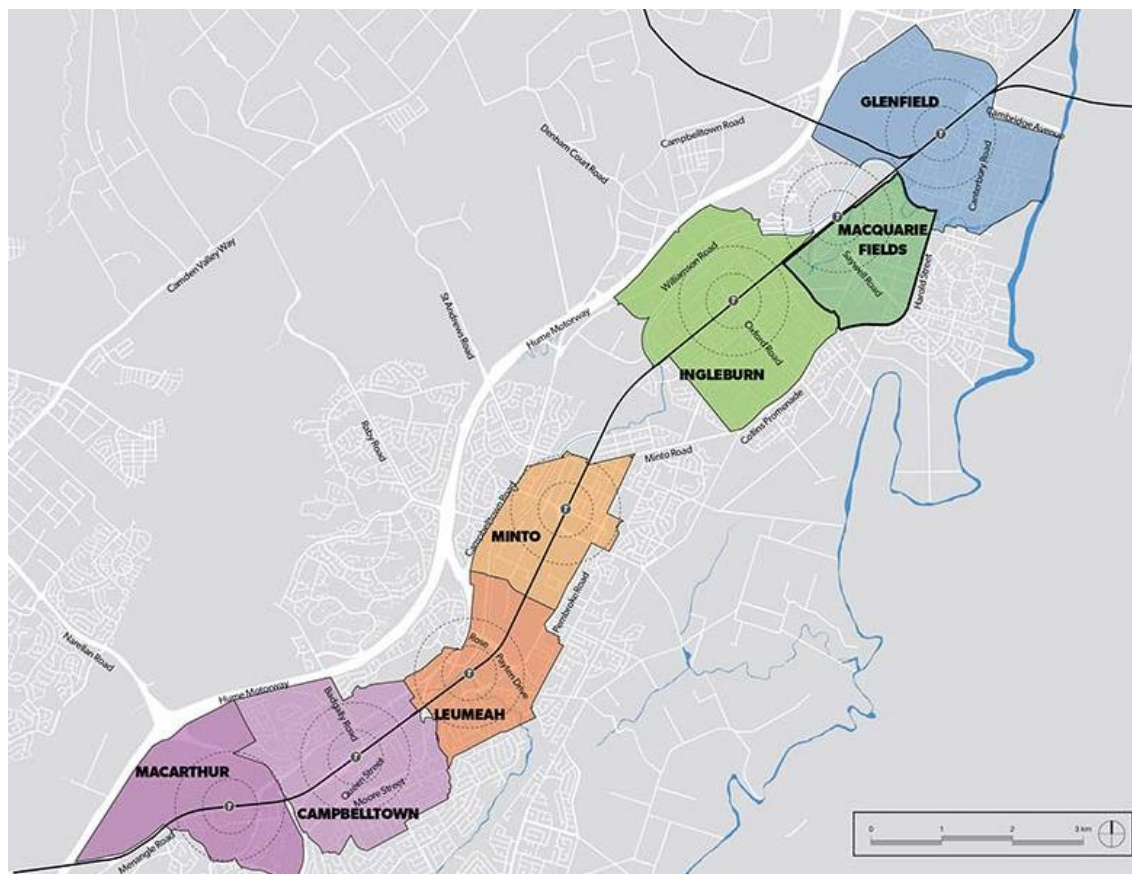 GLENFIELD
Cambridge Avenue
Campbelltown Road
Denham Court Road
Canterbury Road
MACQUARIE
FIELDS
Saywell Road
Harold Street
Williamson Road
Camden Valley Way
St Andrews Road
Hume Motorway
Oxford Road
INGLEBURN
Collins Promenade
Raby Road
Minto Road
Campbelltown Road
MINTO
Pembroke Road
Rose
Payten Drive
Narellan Road
Hume Motorway
Badgally Road
LEUMEAH
MACARTHUR
Queen Street
Moore Street
CAMPBELLTOWN
Menangle Road
0 1 2 3 km